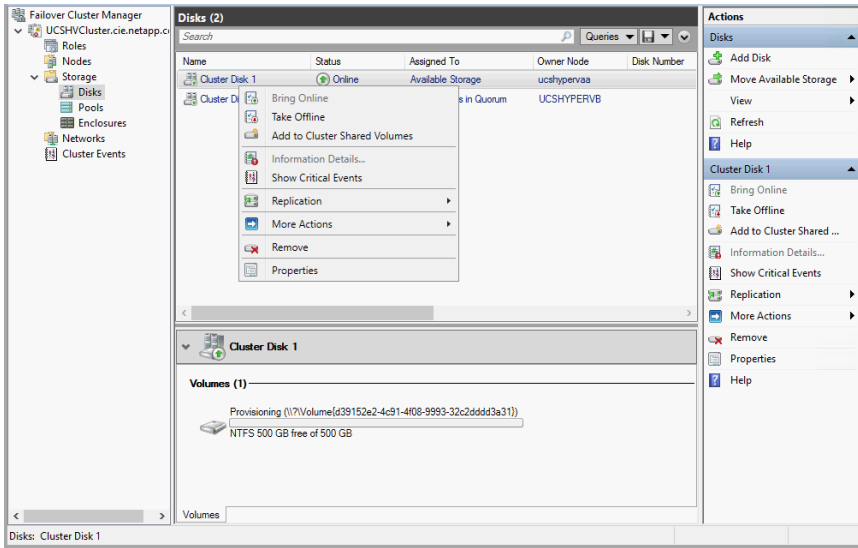 Failover Cluster Manager
UCSHVCluster.cie.netapp.c
Roles
Nodes
Storage
Disks
Pools
Enclosures
Networks
Cluster Events
Disks (2)
Search
Queries
Name Status Assigned To Owner Node Disk Number
Cluster Disk 1 Online Available Storage ucshypervaa
Cluster Di s in Quorum UCSHYPERVB
Bring Online
Take Offline
Add to Cluster Shared Volumes
Information Details...
Show Critical Events
Replication
More Actions
Remove
Properties
Cluster Disk 1
Volumes (1)
Provisioning (\\?\Volume{d39152e2-4c91-4f08-9993-32c2dddd3a31})
NTFS 500 GB free of 500 GB
Volumes
Actions
Disks
Add Disk
Move Available Storage
View
Refresh
Help
Cluster Disk 1
Bring Online
Take Offline
Add to Cluster Shared ...
Information Details...
Show Critical Events
Replication
More Actions
Remove
Properties
Help
Disks: Cluster Disk 1